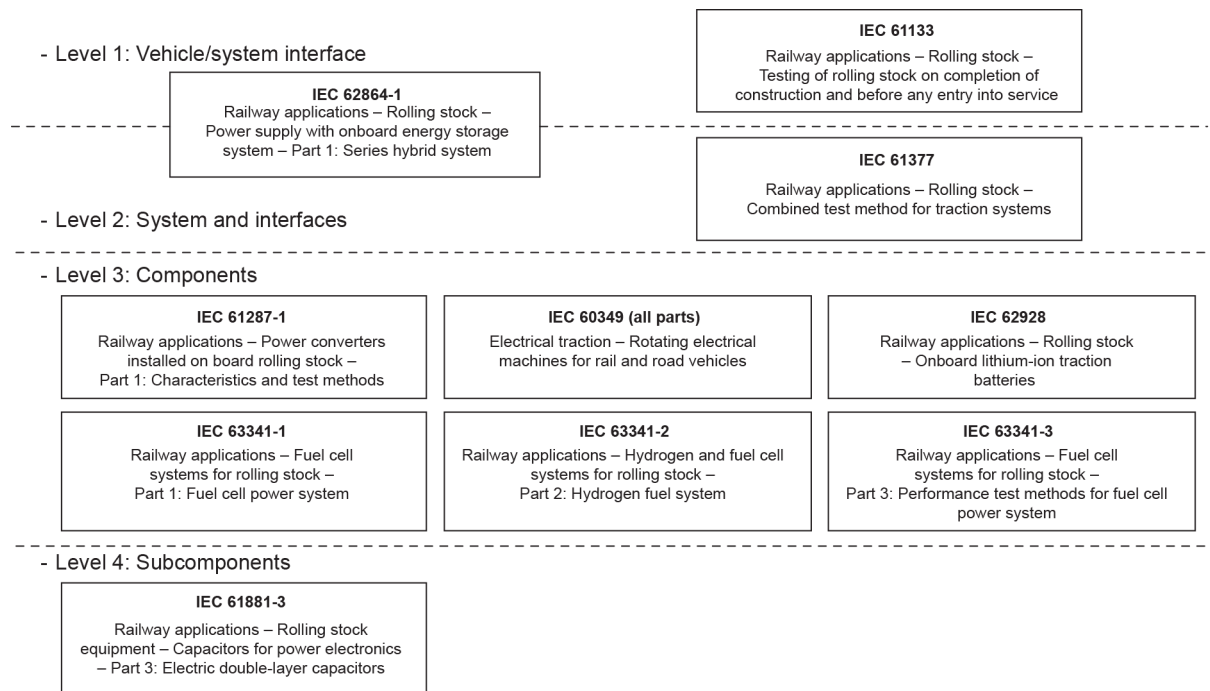 - Level 1: Vehicle/system interface
IEC 62864-1
Railway applications – Rolling stock –
Power supply with onboard energy storage
system – Part 1: Series hybrid system
IEC 61133
Railway applications – Rolling stock –
Testing of rolling stock on completion of
construction and before any entry into service
IEC 61377
Railway applications – Rolling stock –
Combined test method for traction systems
- Level 2: System and interfaces
- Level 3: Components
IEC 61287-1
Railway applications – Power converters
installed on board rolling stock –
Part 1: Characteristics and test methods
IEC 60349 (all parts)
Electrical traction – Rotating electrical
machines for rail and road vehicles
IEC 62928
Railway applications – Rolling stock
– Onboard lithium-ion traction
batteries
IEC 63341-1
Railway applications – Fuel cell
systems for rolling stock –
Part 1: Fuel cell power system
IEC 63341-2
Railway applications – Hydrogen and fuel cell
systems for rolling stock –
Part 2: Hydrogen fuel system
IEC 63341-3
Railway applications – Fuel cell
systems for rolling stock –
Part 3: Performance test methods for fuel cell
power system
- Level 4: Subcomponents
IEC 61881-3
Railway applications – Rolling stock
equipment – Capacitors for power electronics
– Part 3: Electric double-layer capacitors